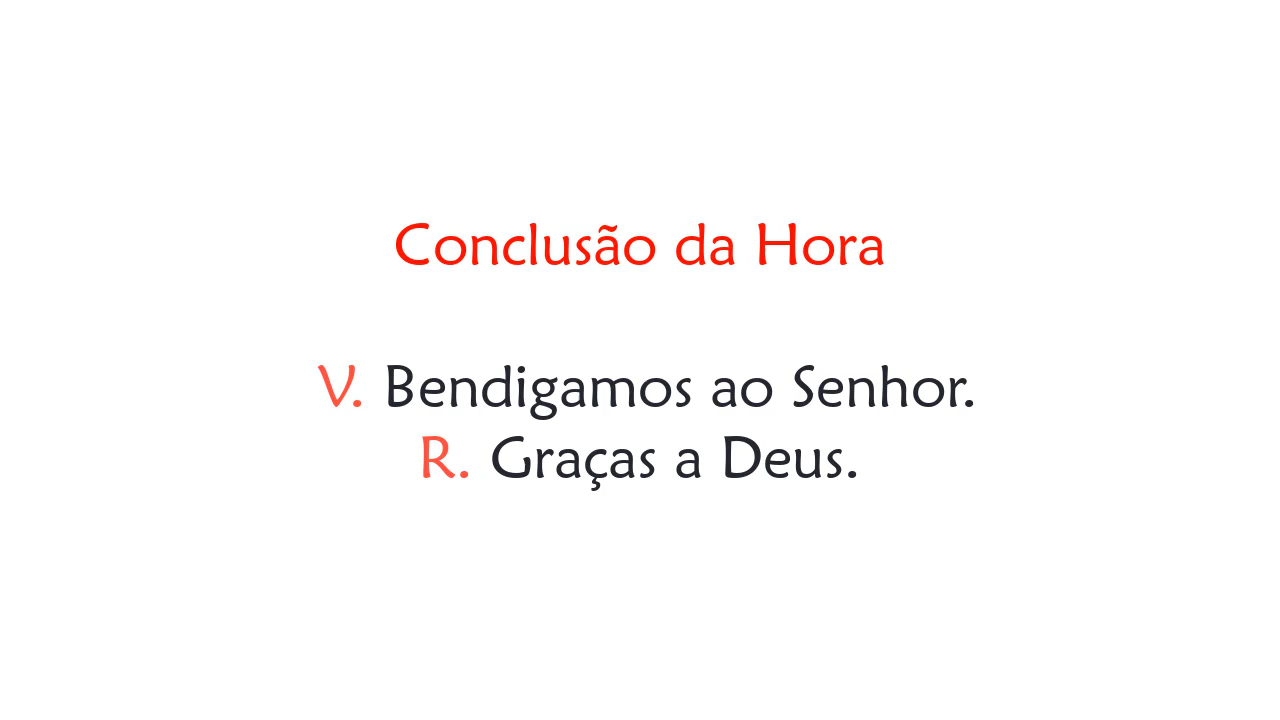 Conclusão da Hora
V. Bendigamos ao Senhor.
R. Graças a Deus.